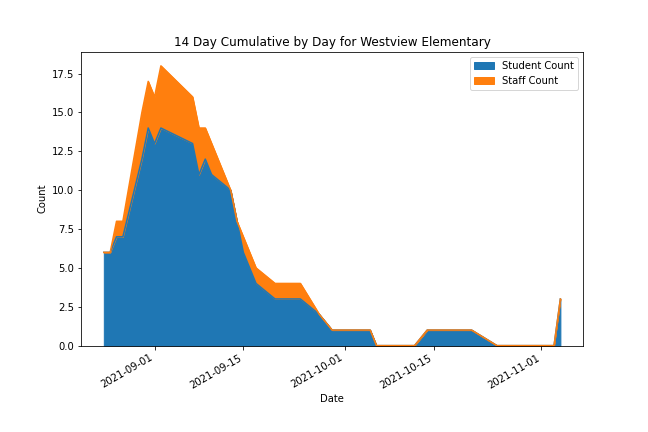 14 Day Cumulative by Day for Westview Elementary
Student Count
Staff Count
Count
17.5
15.0
12.5
10.0
7.5
5.0
2.5
0.0
2021-09-01
2021-09-15
2021-10-01
2021-10-15
2021-11-01
Date